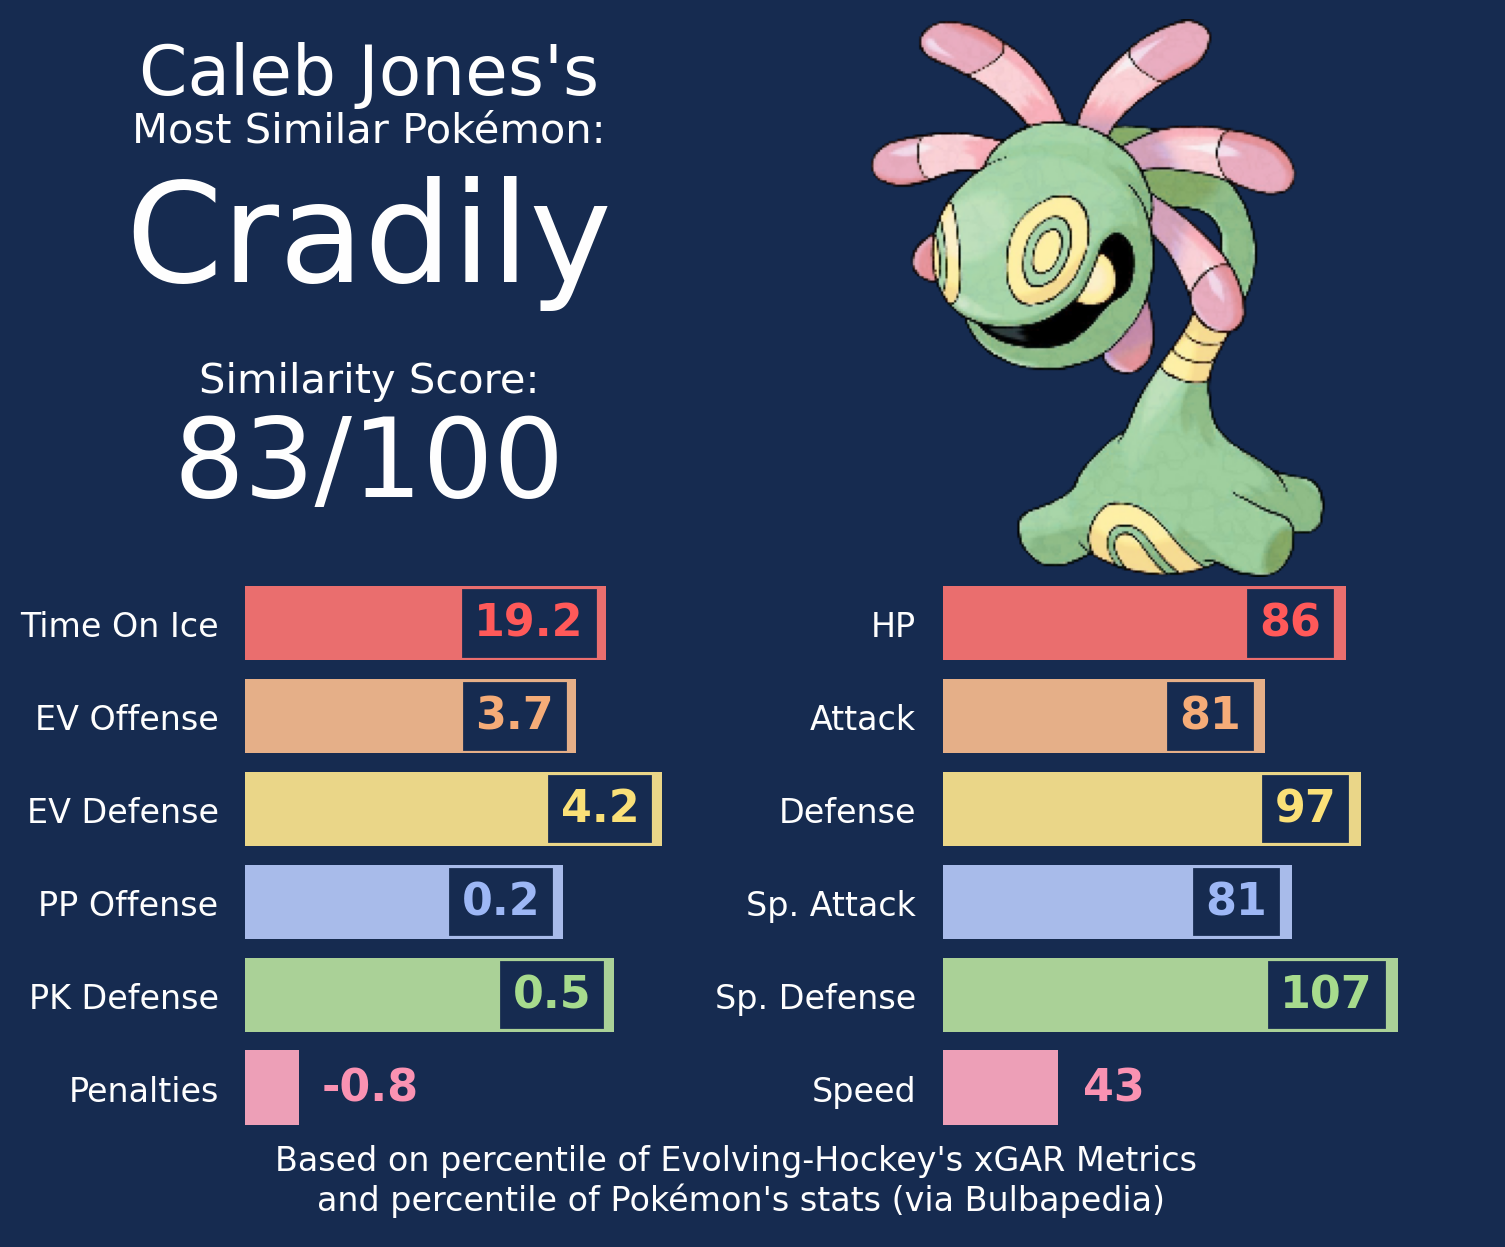 Caleb Jones's
Most Similar Pokémon:
Cradily
Similarity Score:
83/100
Time On Ice 19.2
EV Offense 3.7
EV Defense 4.2
PP Offense 0.2
PK Defense 0.5
Penalties -0.8
HP 86
Attack 81
Defense 97
Sp. Attack 81
Sp. Defense 107
Speed 43
Based on percentile of Evolving-Hockey's xGAR Metrics
and percentile of Pokémon's stats (via Bulbapedia)